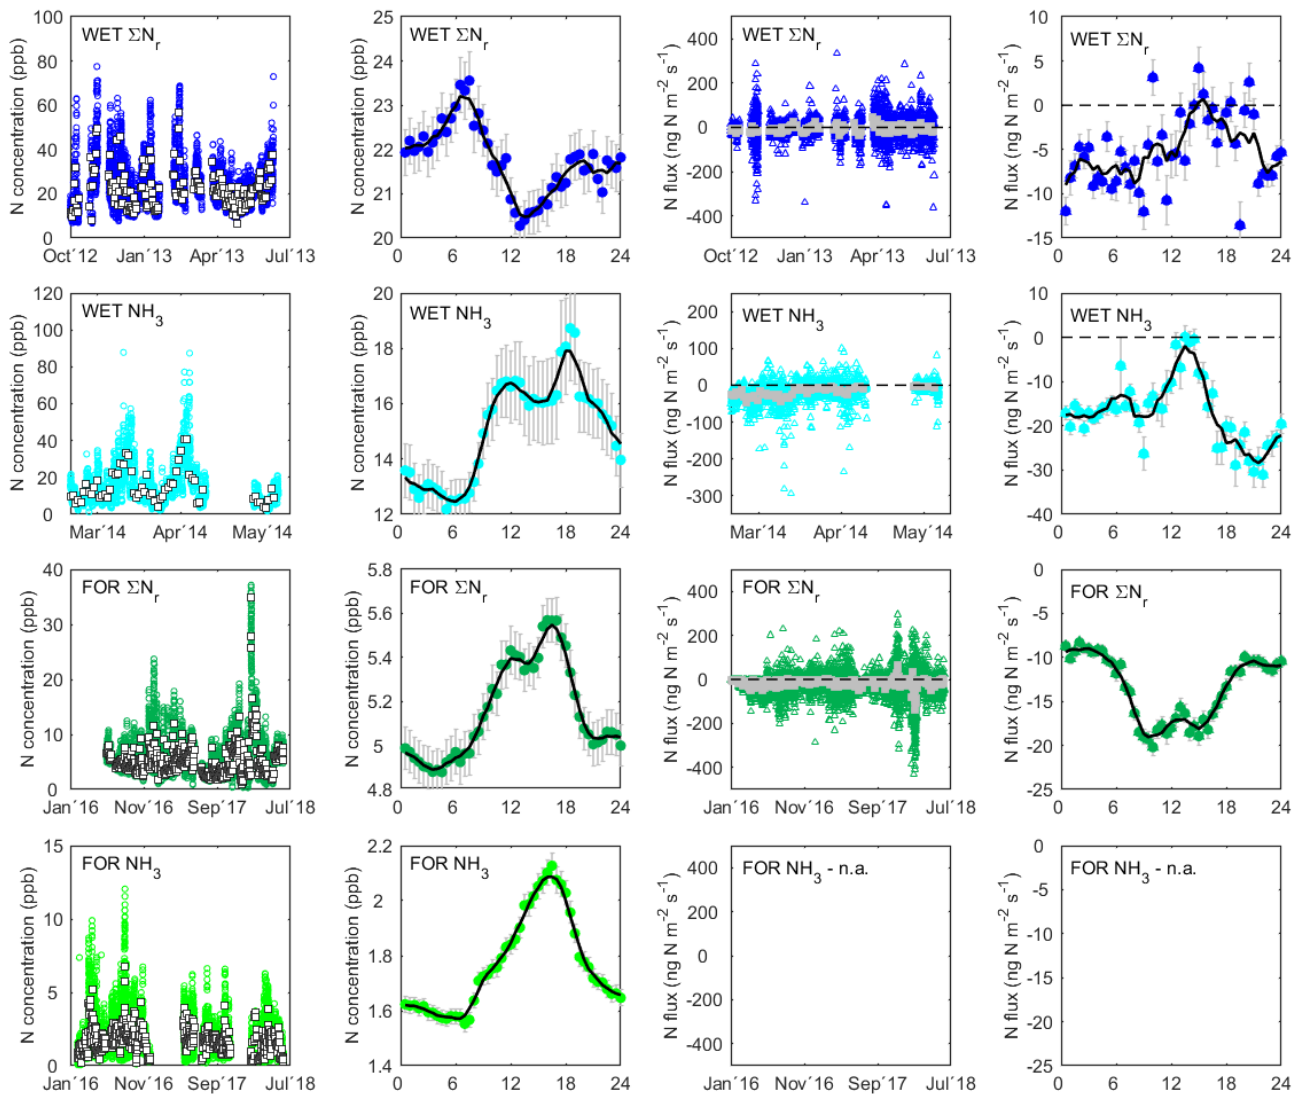 100
80
60
40
20
0
N concentration (ppb)
WET ΣNr
Oct´12 Jan´13 Apr´13 Jul´13
25
24
23
22
21
20
N concentration (ppb)
WET ΣNr
0 6 12 18 24
400
200
0
-200
-400
N flux (ng N m-2 s-1)
WET ΣNr
Oct´12 Jan´13 Apr´13 Jul´13
10
5
0
-5
-10
-15
N flux (ng N m-2 s-1)
WET ΣNr
0 6 12 18 24
120
100
80
60
40
20
0
N concentration (ppb)
WET NH3
Mar´14 Apr´14 May´14
20
18
16
14
12
N concentration (ppb)
WET NH3
0 6 12 18 24
200
100
0
-100
-200
-300
N flux (ng N m-2 s-1)
WET NH3
Mar´14 Apr´14 May´14
10
0
-10
-20
-30
-40
N flux (ng N m-2 s-1)
WET NH3
0 6 12 18 24
40
30
20
10
0
N concentration (ppb)
FOR ΣNr
Jan´16 Nov´16 Sep´17 Jul´18
5.8
5.6
5.4
5.2
5
4.8
N concentration (ppb)
FOR ΣNr
0 6 12 18 24
400
200
0
-200
-400
N flux (ng N m-2 s-1)
FOR ΣNr
Jan´16 Nov´16 Sep´17 Jul´18
0
-5
-10
-15
-20
-25
N flux (ng N m-2 s-1)
FOR ΣNr
0 6 12 18 24
15
10
5
0
N concentration (ppb)
FOR NH3
Jan´16 Nov´16 Sep´17 Jul´18
2.2
2
1.8
1.6
1.4
N concentration (ppb)
FOR NH3
0 6 12 18 24
400
200
0
-200
-400
N flux (ng N m-2 s-1)
FOR NH3 - n.a.
Jan´16 Nov´16 Sep´17 Jul´18
0
-5
-10
-15
-20
-25
N flux (ng N m-2 s-1)
FOR NH3 - n.a.
0 6 12 18 24